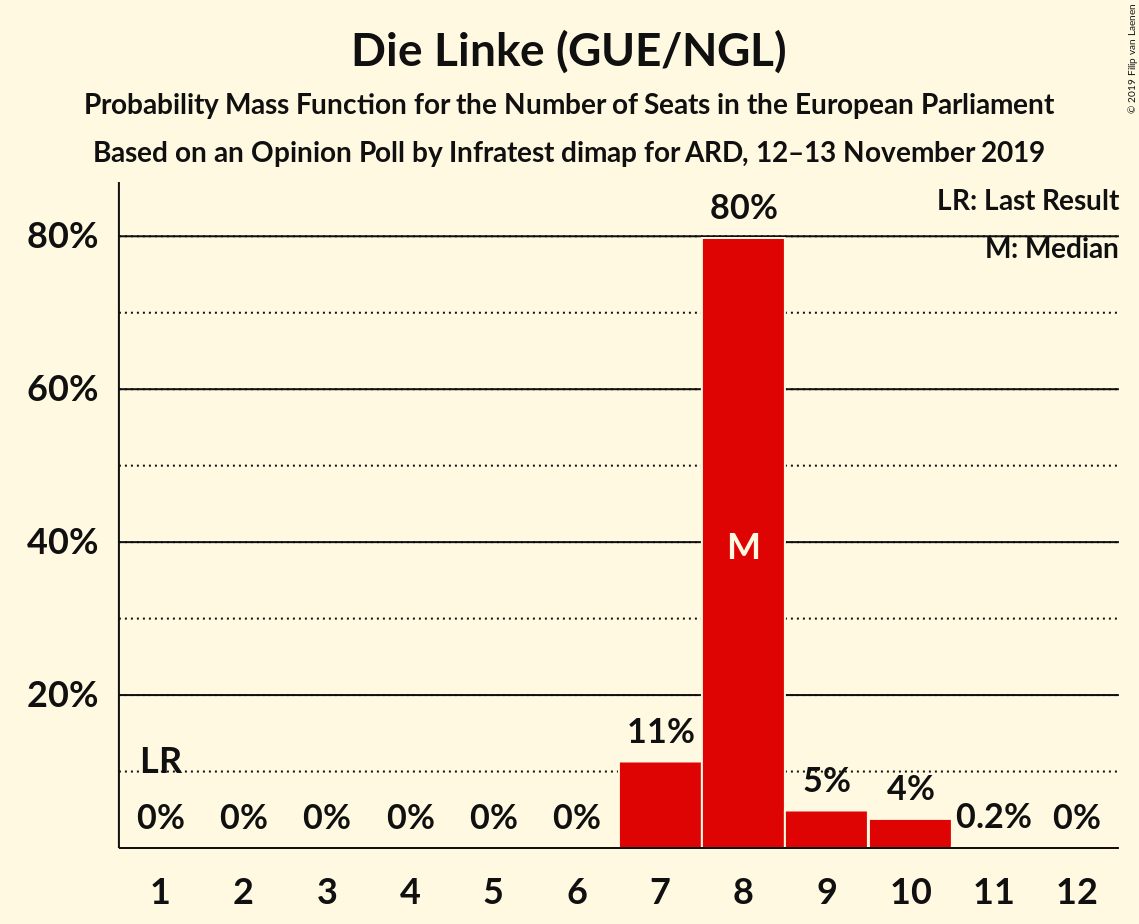 Die Linke (GUE/NGL)
Probability Mass Function for the Number of Seats in the European Parliament
Based on an Opinion Poll by Infratest dimap for ARD, 12–13 November 2019
© 2019 Filip van Laenen
LR: Last Result
M: Median
80%
60%
40%
20%
LR
0%
0%
0%
0%
0%
0%
11%
80%
M
5%
4%
0.2%
0%
1 2 3 4 5 6 7 8 9 10 11 12